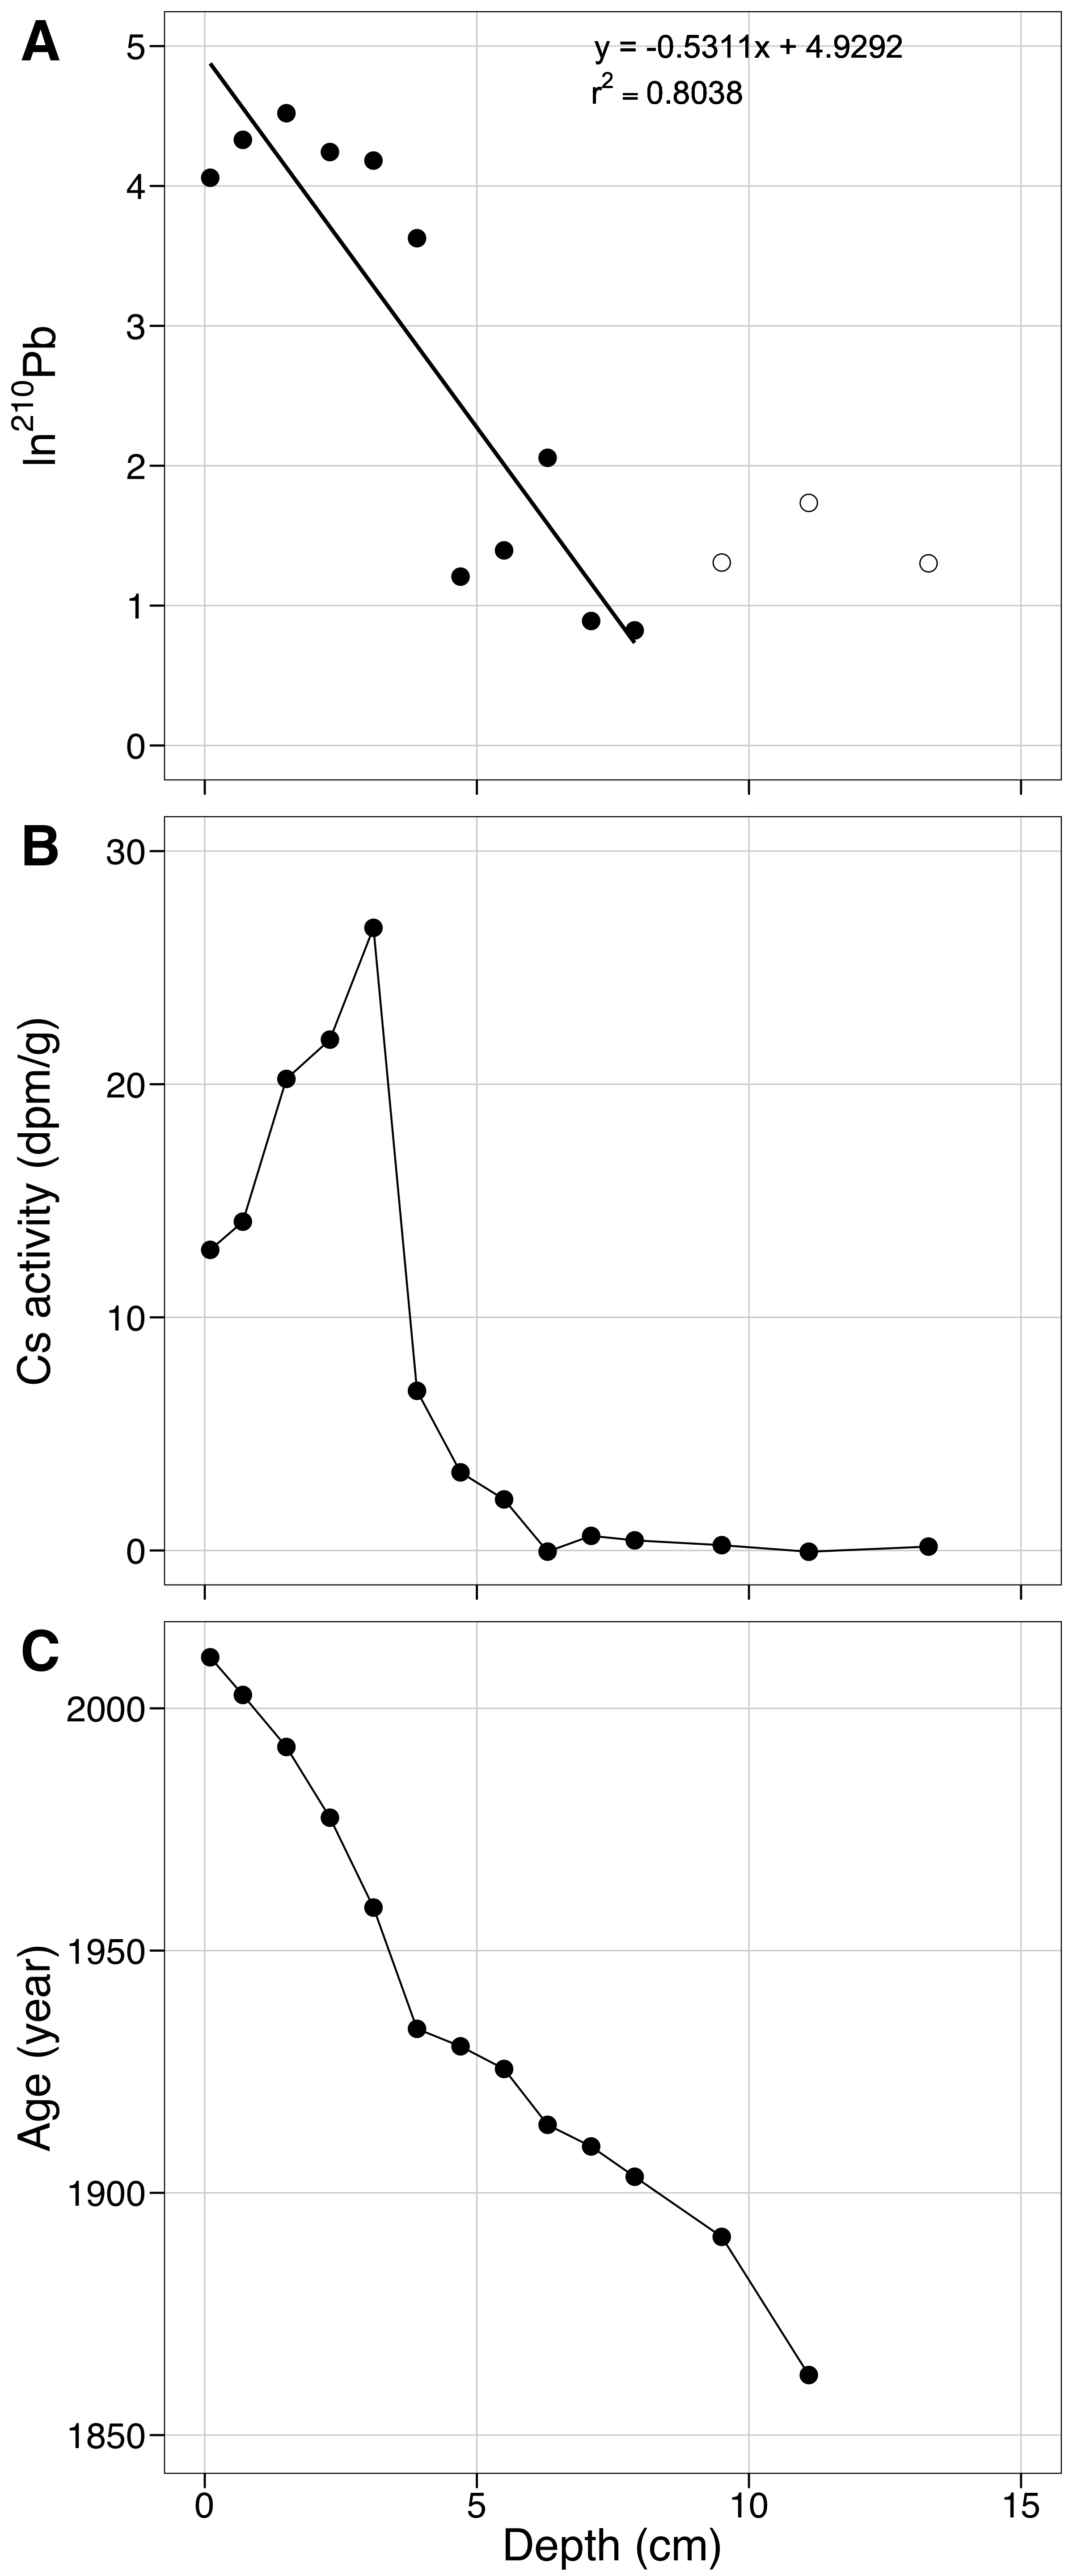 A
y = -0.5311x + 4.9292
r² = 0.8038
5
4
3
2
1
0
ln²¹⁰Pb
B
30
20
10
0
Cs activity (dpm/g)
C
2000
1950
1900
1850
Age (year)
0 5 10 15
Depth (cm)